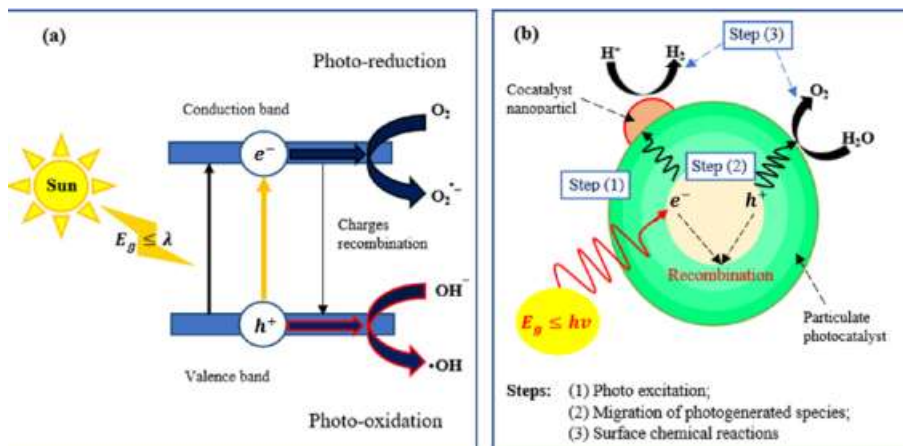 (a)
Photo-reduction
Conduction band
O₂
e⁻
Sun
O₂•⁻
E_g ≤ λ
Charges
recombination
OH⁻
h⁺
•OH
Valence band
Photo-oxidation
(b)
Step (3)
H⁺
H₂
O₂
Cocatalyst
nanoparticl
H₂O
Step (2)
Step (1)
e⁻
h⁺
Recombination
E_g ≤ hν
Particulate
photocatalyst
Steps: (1) Photo excitation;
(2) Migration of photogenerated species;
(3) Surface chemical reactions